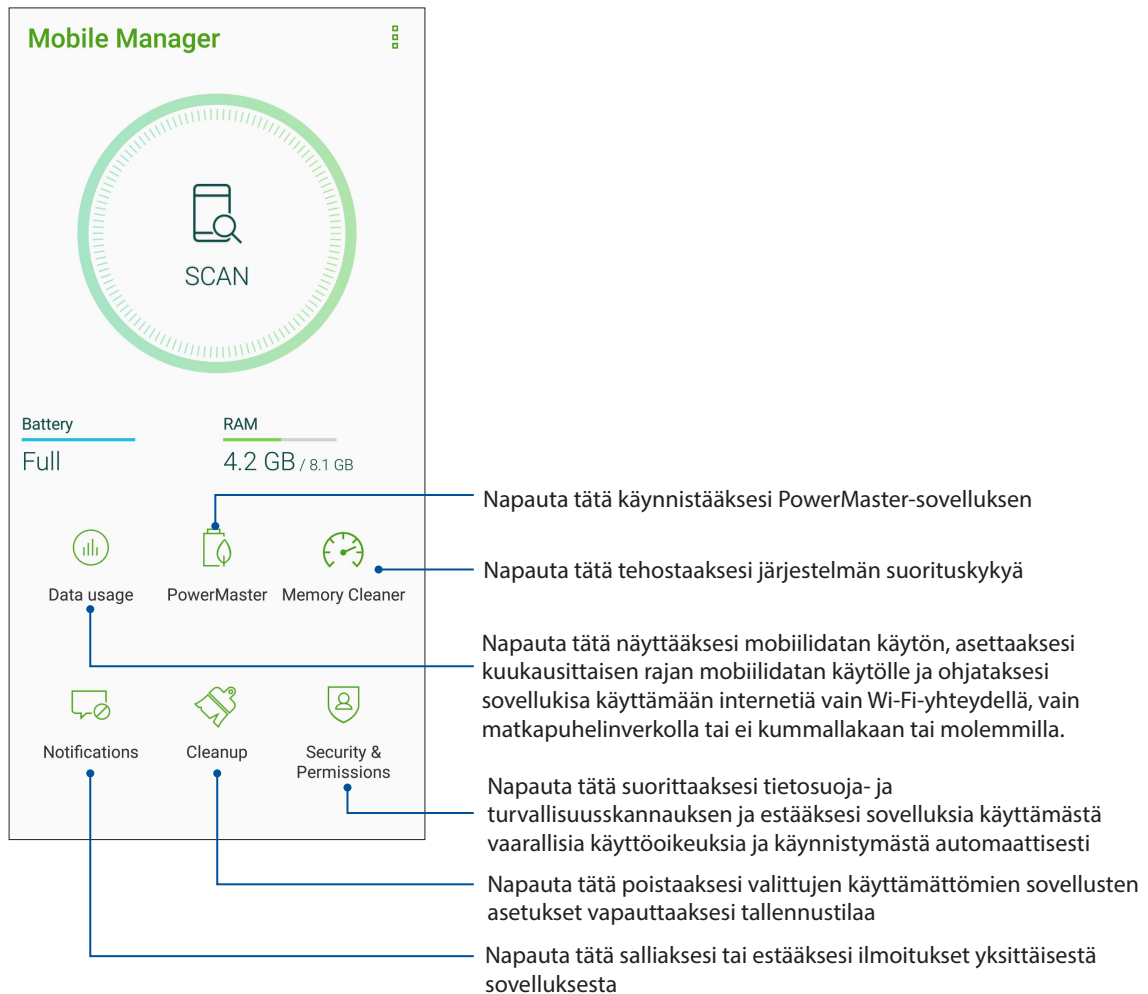 Mobile Manager
SCAN
Battery
Full
RAM
4.2 GB / 8.1 GB
Data usage
PowerMaster
Memory Cleaner
Notifications
Cleanup
Security &
Permissions
Napauta tätä käynnistääksesi PowerMaster-sovelluksen
Napauta tätä tehostaaksesi järjestelmän suorituskykyä
Napauta tätä näyttääksesi mobiilidatan käytön, asettaaksesi
kuukausittaisen rajan mobiilidatan käytölle ja ohjataksesi
sovellukisa käyttämään internetiä vain Wi-Fi-yhteydellä, vain
matkapuhelinverkolla tai ei kummallakaan tai molemmilla.
Napauta tätä suorittaaksesi tietosuoja- ja
turvallisuusskannauksen ja estääksesi sovelluksia käyttämästä
vaarallisia käyttöoikeuksia ja käynnistymästä automaattisesti
Napauta tätä poistaaksesi valittujen käyttämättömien sovellusten
asetukset vapauttaaksesi tallennustilaa
Napauta tätä salliaksesi tai estääksesi ilmoitukset yksittäisestä
sovelluksesta